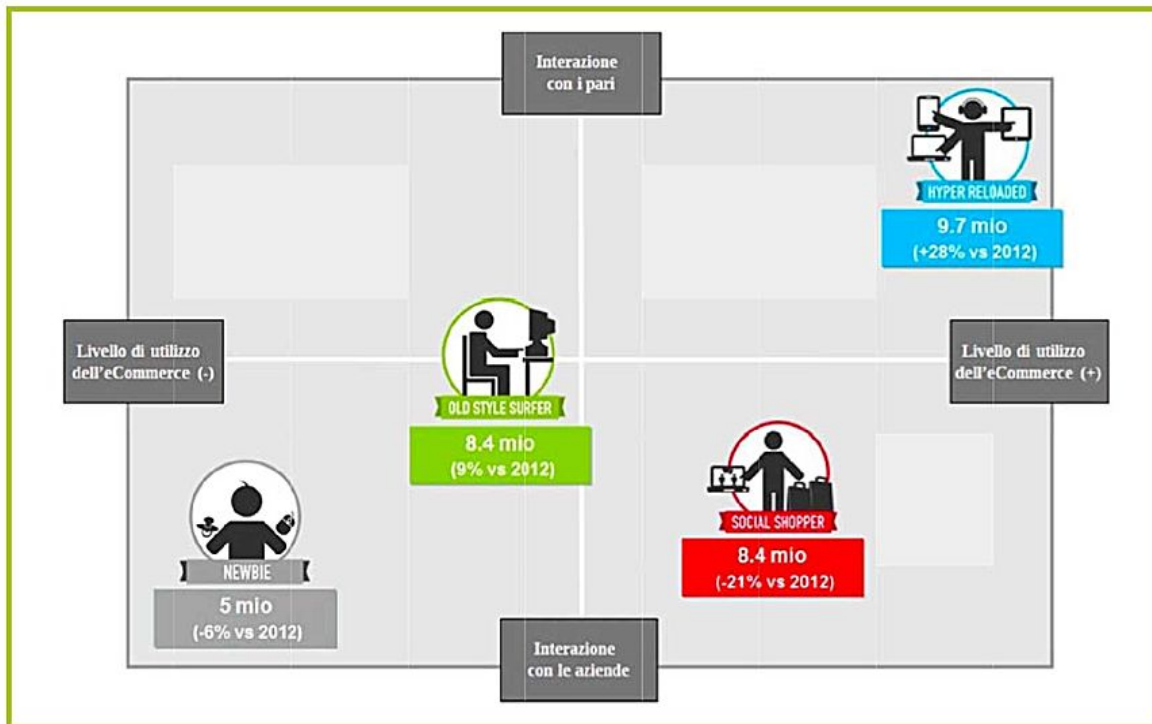 Interazione
con i pari
HYPER RELOADED
9.7 mio
(+28% vs 2012)
Livello di utilizzo
dell'eCommerce (-)
Livello di utilizzo
dell'eCommerce (+)
OLD STYLE SURFER
8.4 mio
(9% vs 2012)
SOCIAL SHOPPER
8.4 mio
(-21% vs 2012)
NEWBIE
5 mio
(-6% vs 2012)
Interazione
con le aziende